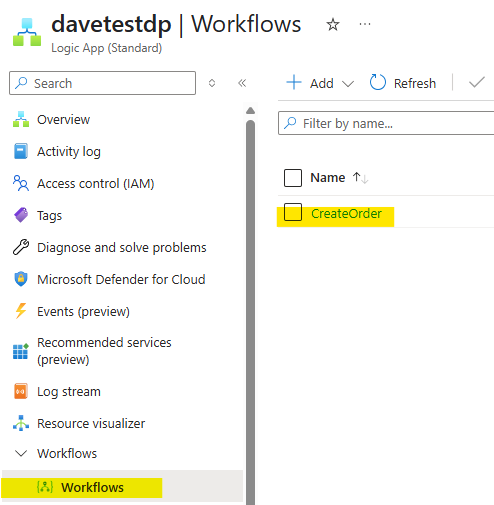 davetestdp | Workflows
Logic App (Standard)
Search
Add
Refresh
Filter by name...
Name
CreateOrder
Overview
Activity log
Access control (IAM)
Tags
Diagnose and solve problems
Microsoft Defender for Cloud
Events (preview)
Recommended services
(preview)
Log stream
Resource visualizer
Workflows
Workflows